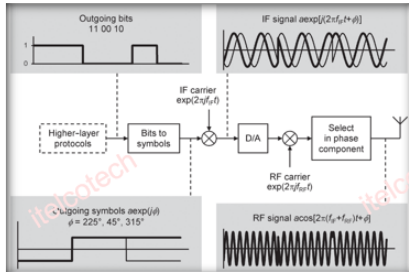 Outgoing bits
11 00 10
1
0
IF signal aexp[j(2πf_IF t+ϕ)]
IF carrier
exp(2πjf_IF t)
Higher–layer
protocols
Bits to
symbols
D/A
Select
in phase
component
RF carrier
exp(2πjf_RF t)
Outgoing symbols aexp(jϕ)
ϕ = 225°, 45°, 315°
RF signal acos[2π(f_IF+f_RF)t+ϕ]
itelcotech
itelcotech